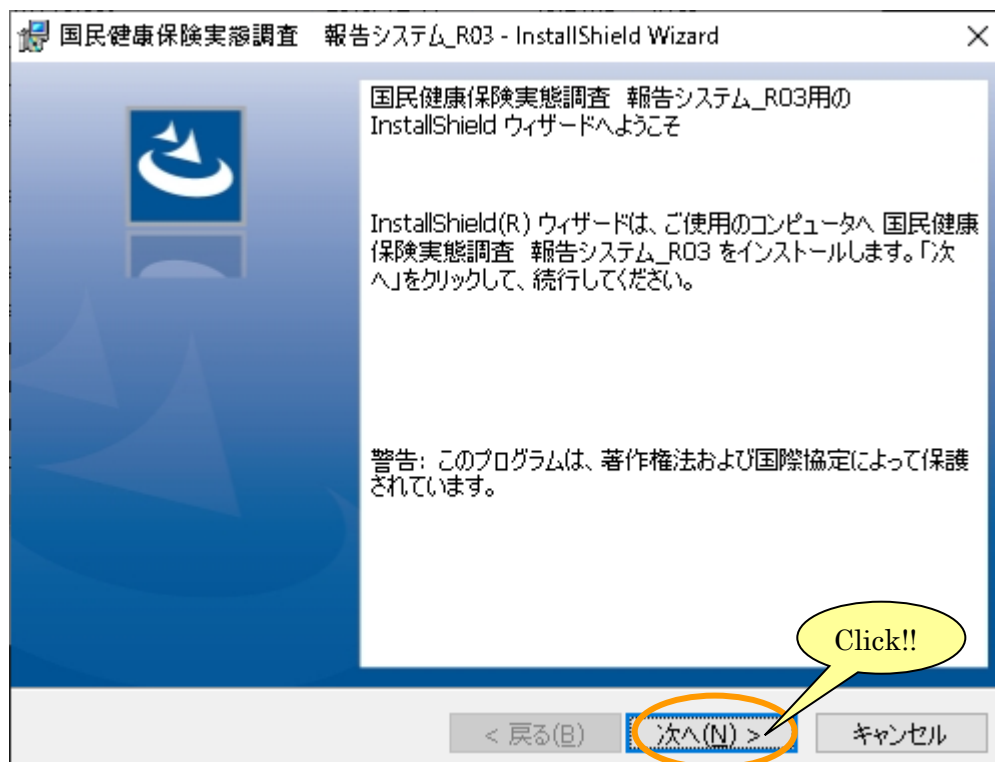 国民健康保険実態調査　報告システム_R03 - InstallShield Wizard
国民健康保険実態調査　報告システム_R03用の
InstallShield ウィザードへようこそ
InstallShield(R) ウィザードは、ご使用のコンピュータへ 国民健康
保険実態調査　報告システム_R03 をインストールします。「次
へ」をクリックして、続行してください。
警告: このプログラムは、著作権法および国際協定によって保護
されています。
Click!!
< 戻る(B)
次へ(N) >
キャンセル